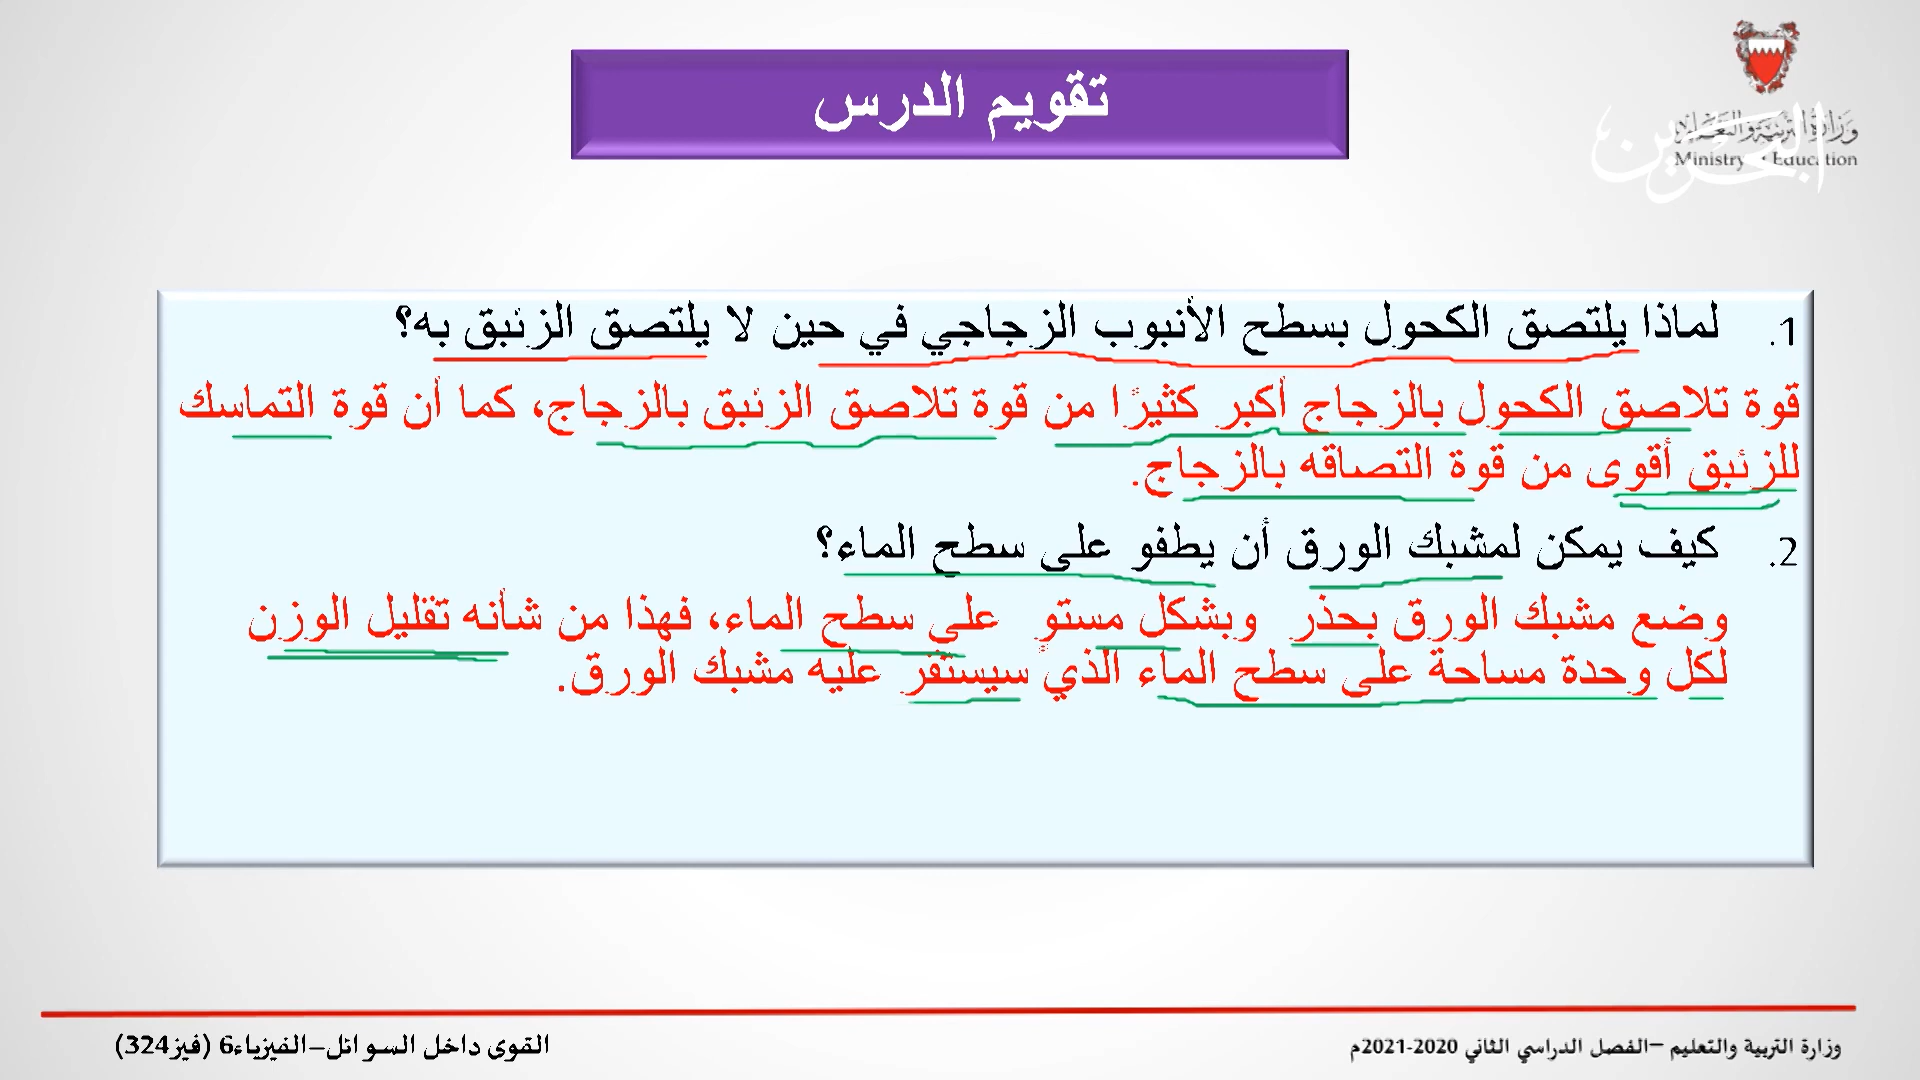 تقويم الدرس
وزارة التربية والتعليم
Ministry of Education
البحرين
1. لماذا يلتصق الكحول بسطح الأنبوب الزجاجي في حين لا يلتصق الزئبق به؟
قوة تلاصق الكحول بالزجاج أكبر كثيرًا من قوة تلاصق الزئبق بالزجاج، كما أن قوة التماسك
للزئبق أقوى من قوة التصاقه بالزجاج.
2. كيف يمكن لمشبك الورق أن يطفو على سطح الماء؟
وضع مشبك الورق بحذر وبشكل مستوٍ على سطح الماء، فهذا من شأنه تقليل الوزن
لكل وحدة مساحة على سطح الماء الذي سيستقر عليه مشبك الورق.
وزارة التربية والتعليم –الفصل الدراسي الثاني 2020-2021م
القوى داخل السوائل–الفيزياء6 (فيز324)